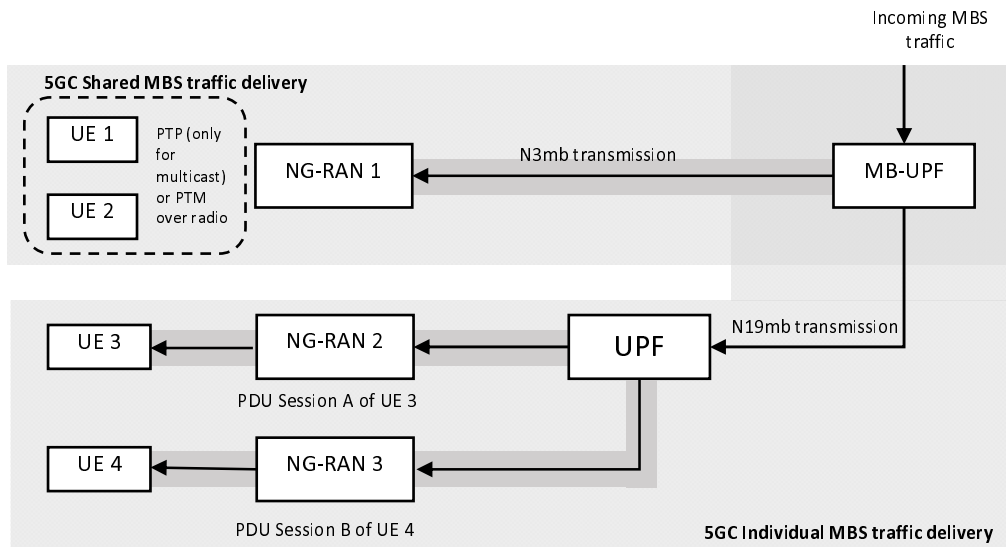 Incoming MBS
traffic
5GC Shared MBS traffic delivery
UE 1
UE 2
PTP (only
for
multicast)
or PTM
over radio
NG-RAN 1
N3mb transmission
MB-UPF
N19mb transmission
UE 3
NG-RAN 2
UPF
PDU Session A of UE 3
UE 4
NG-RAN 3
PDU Session B of UE 4
5GC Individual MBS traffic delivery